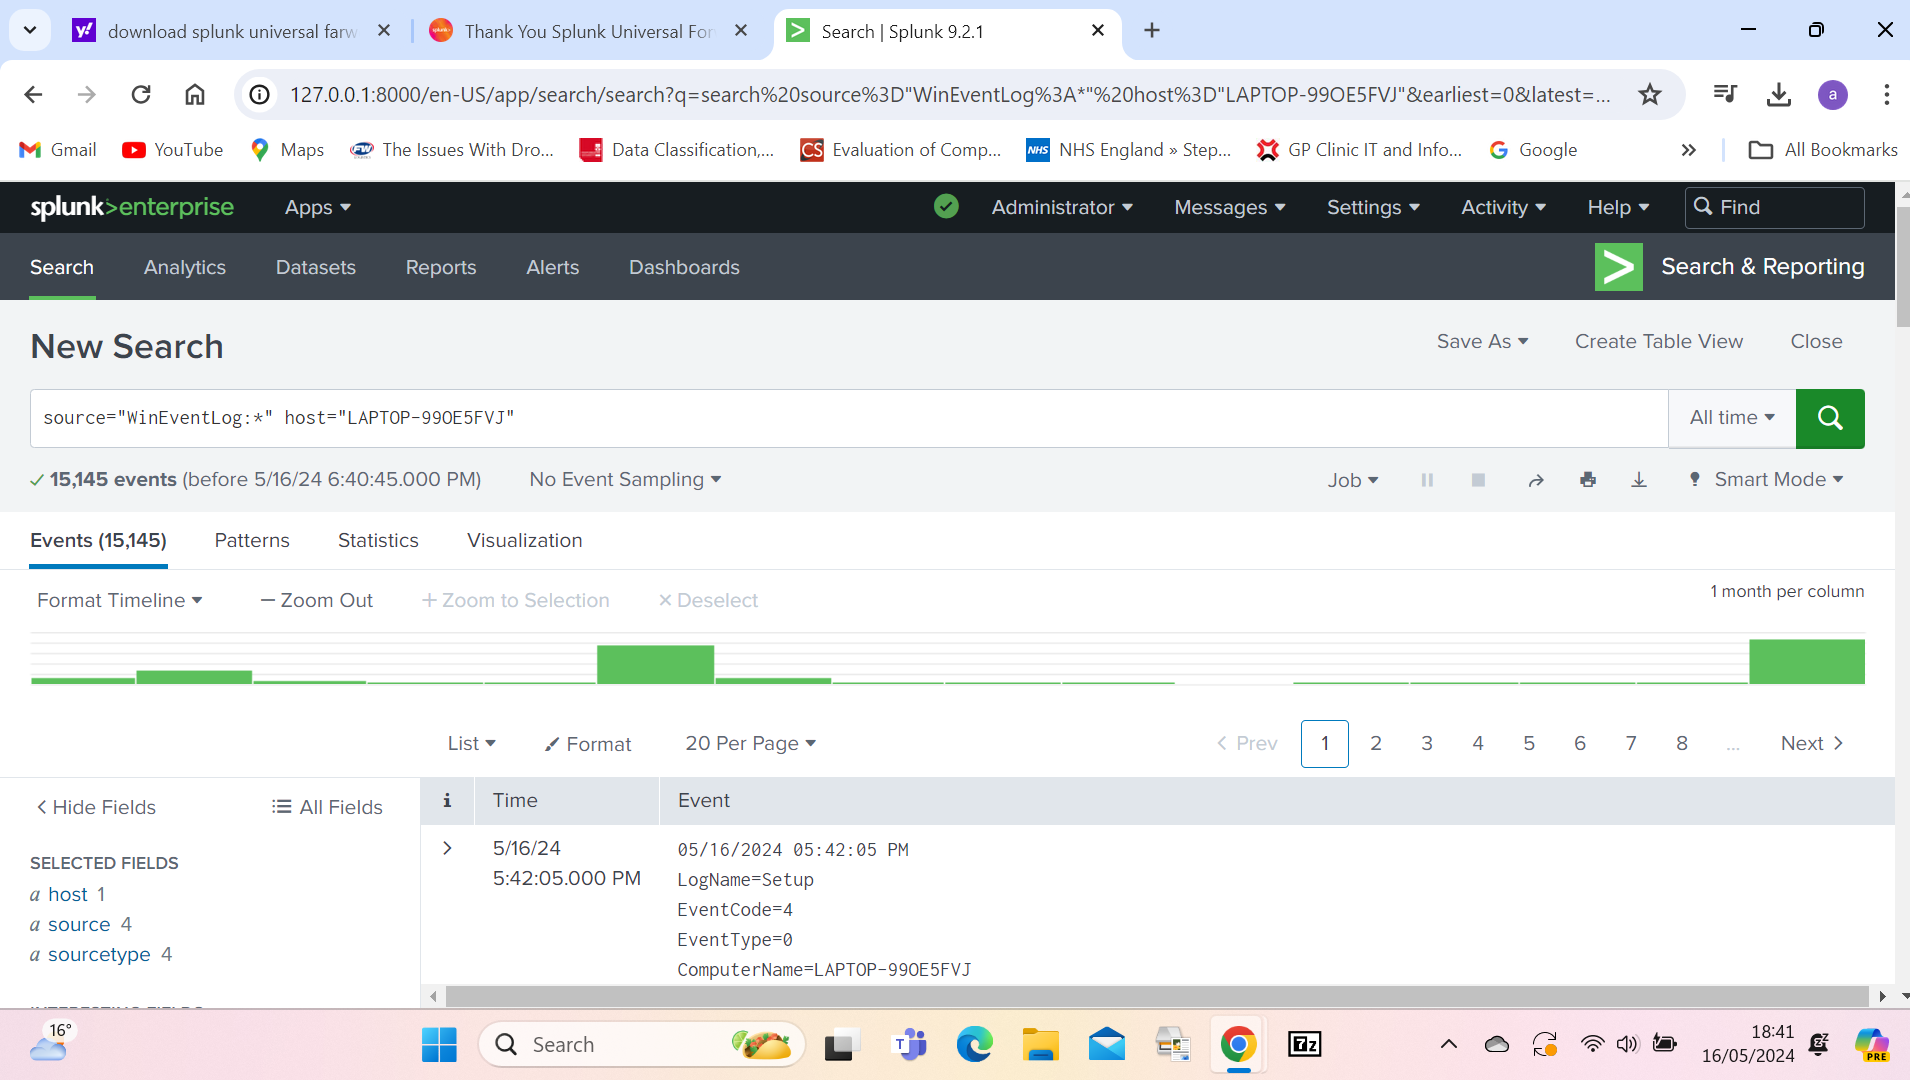 download splunk universal farw
Thank You Splunk Universal For
Search | Splunk 9.2.1
127.0.0.1:8000/en-US/app/search/search?q=search%20source%3D"WinEventLog%3A*"%20host%3D"LAPTOP-99OE5FVJ"&earliest=0&latest=...
a
Gmail
YouTube
Maps
The Issues With Dro...
Data Classification,...
CS
Evaluation of Comp...
NHS
NHS England » Step...
GP Clinic IT and Info...
Google
All Bookmarks
splunk>enterprise
Apps
Administrator
Messages
Settings
Activity
Help
Find
Search
Analytics
Datasets
Reports
Alerts
Dashboards
Search & Reporting
New Search
Save As
Create Table View
Close
source="WinEventLog:*" host="LAPTOP-99OE5FVJ"
All time
15,145 events (before 5/16/24 6:40:45.000 PM)
No Event Sampling
Job
Smart Mode
Events (15,145)
Patterns
Statistics
Visualization
Format Timeline
— Zoom Out
+ Zoom to Selection
× Deselect
1 month per column
List
Format
20 Per Page
< Prev
1
2
3
4
5
6
7
8
...
Next >
< Hide Fields
All Fields
i
Time
Event
SELECTED FIELDS
a host 1
a source 4
a sourcetype 4
>
5/16/24
5:42:05.000 PM
05/16/2024 05:42:05 PM
LogName=Setup
EventCode=4
EventType=0
ComputerName=LAPTOP-99OE5FVJ
16°
Search
T
7z
18:41
16/05/2024
PRE